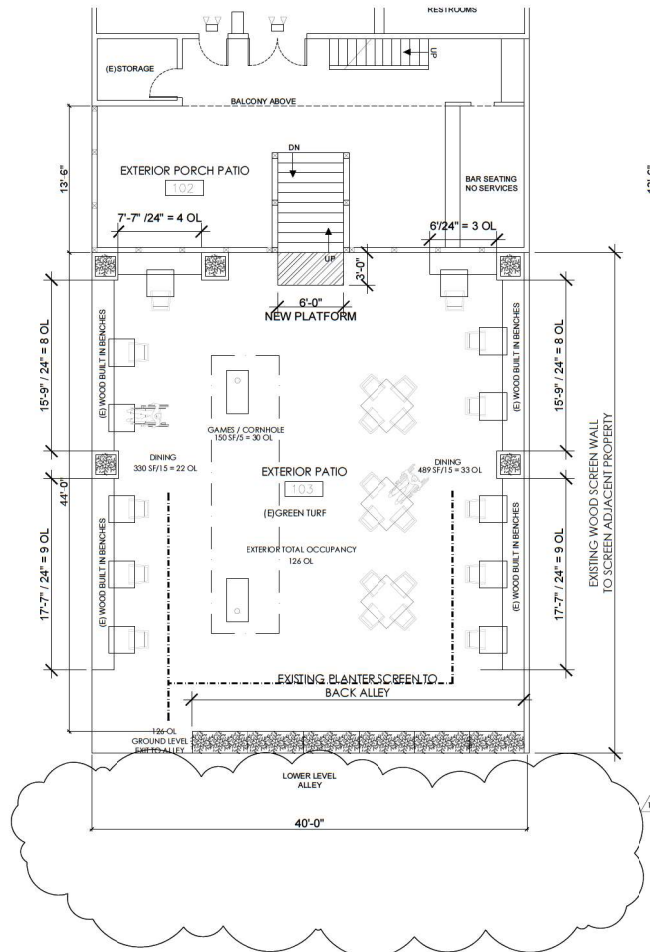 RESTROOMS
UP
(E)STORAGE
BALCONY ABOVE
DN
13'-6"
EXTERIOR PORCH PATIO
102
BAR SEATING
NO SERVICES
7'-7" /24" = 4 OL
6'/24" = 3 OL
UP
3'-0"
6'-0"
NEW PLATFORM
15'-9" / 24" = 8 OL
(E) WOOD BUILT IN BENCHES
(E) WOOD BUILT IN BENCHES
15'-9" / 24" = 8 OL
GAMES / CORNHOLE
150 SF/5 = 30 OL
DINING
330 SF/15 = 22 OL
DINING
489 SF/15 = 33 OL
EXTERIOR PATIO
103
(E)GREEN TURF
44'-0"
EXTERIOR TOTAL OCCUPANCY
126 OL
17'-7" / 24" = 9 OL
(E) WOOD BUILT IN BENCHES
(E) WOOD BUILT IN BENCHES
17'-7" / 24" = 9 OL
EXISTING WOOD SCREEN WALL
TO SCREEN ADJACENT PROPERTY
EXISTING PLANTER SCREEN TO
BACK ALLEY
126 OL
GROUND LEVEL
EXIT TO ALLEY
LOWER LEVEL
ALLEY
40'-0"